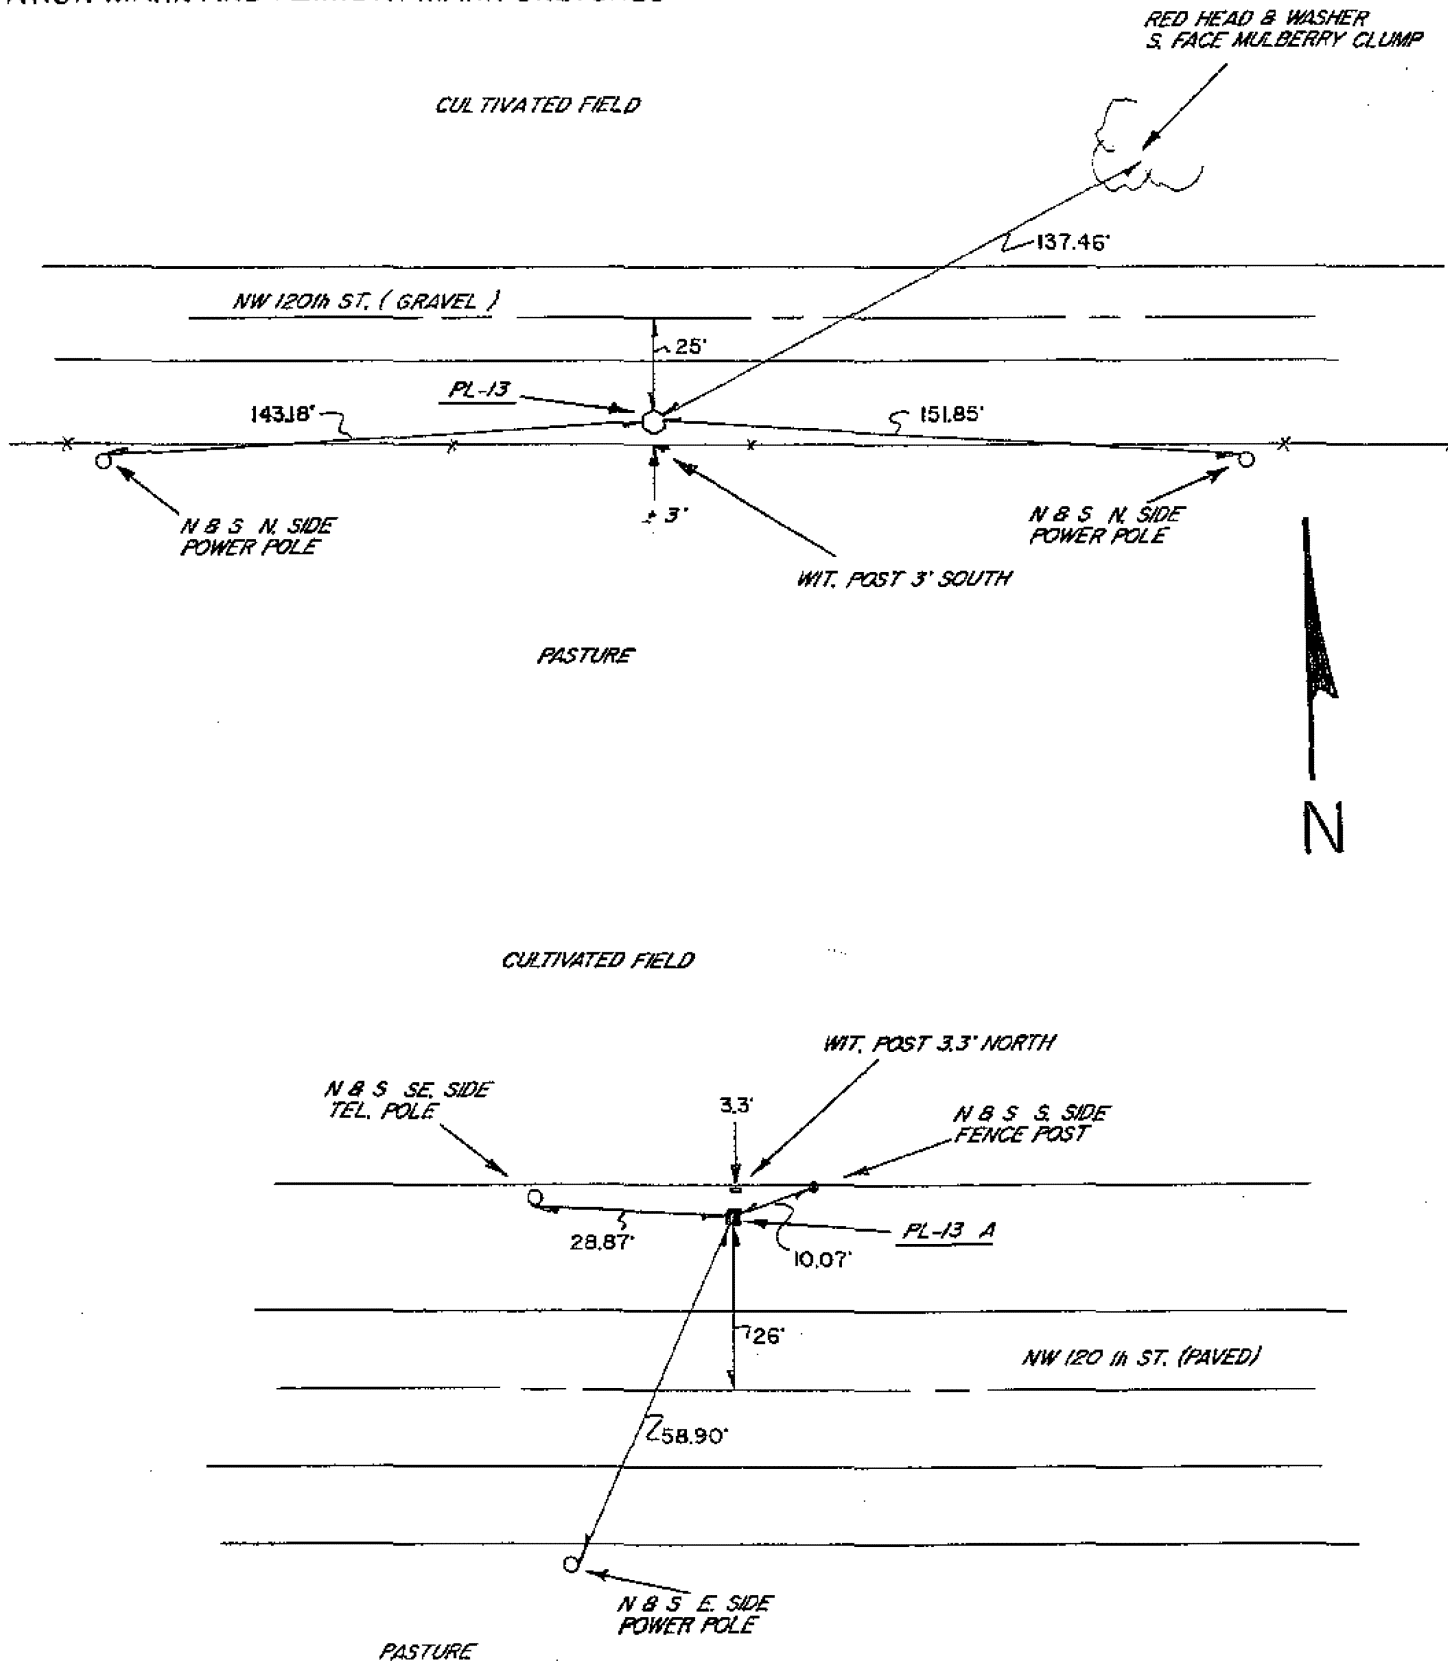 RED HEAD & WASHER
S. FACE MULBERRY CLUMP
CULTIVATED FIELD
137.46'
NW 120th ST. ( GRAVEL )
25'
PL-13
143.18'
151.85'
N & S N. SIDE
POWER POLE
± 3'
N & S N. SIDE
POWER POLE
WIT. POST 3' SOUTH
PASTURE
N
CULTIVATED FIELD
WIT. POST 3.3' NORTH
N & S SE. SIDE
TEL. POLE
3.3'
N & S S. SIDE
FENCE POST
28.87'
PL-13 A
10.07'
26'
NW 120 th ST. (PAVED)
58.90'
N & S E. SIDE
POWER POLE
PASTURE